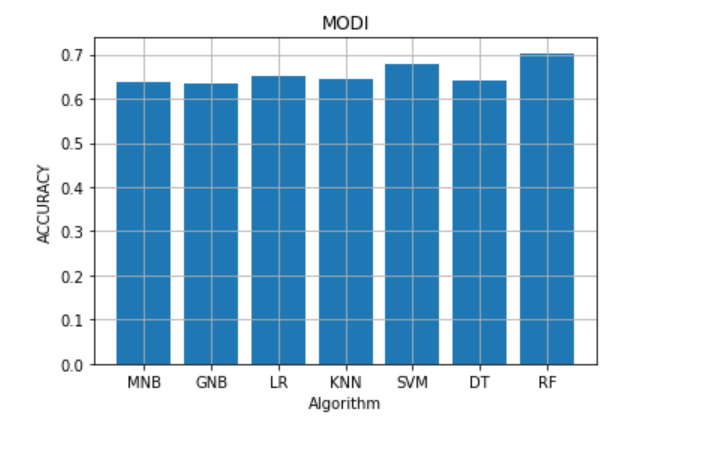 MODI
0.7
0.6
0.5
0.4
0.3
0.2
0.1
0.0
ACCURACY
MNB GNB LR KNN SVM DT RF
Algorithm